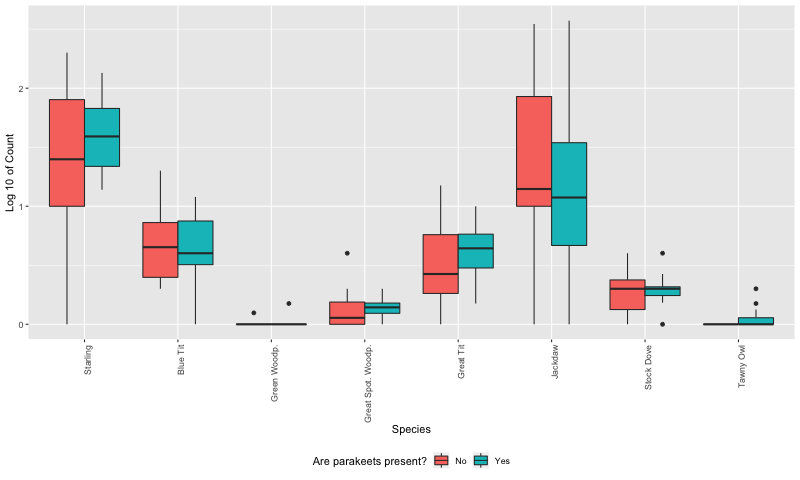 Log 10 of Count
2
1
0
Starling
Blue Tit
Green Woodp.
Great Spot. Woodp.
Great Tit
Jackdaw
Stock Dove
Tawny Owl
Species
Are parakeets present? No Yes